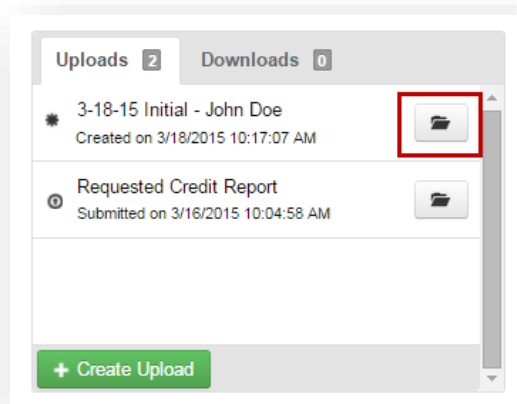 Uploads 2 Downloads 0
3-18-15 Initial - John Doe
Created on 3/18/2015 10:17:07 AM
Requested Credit Report
Submitted on 3/16/2015 10:04:58 AM
+ Create Upload